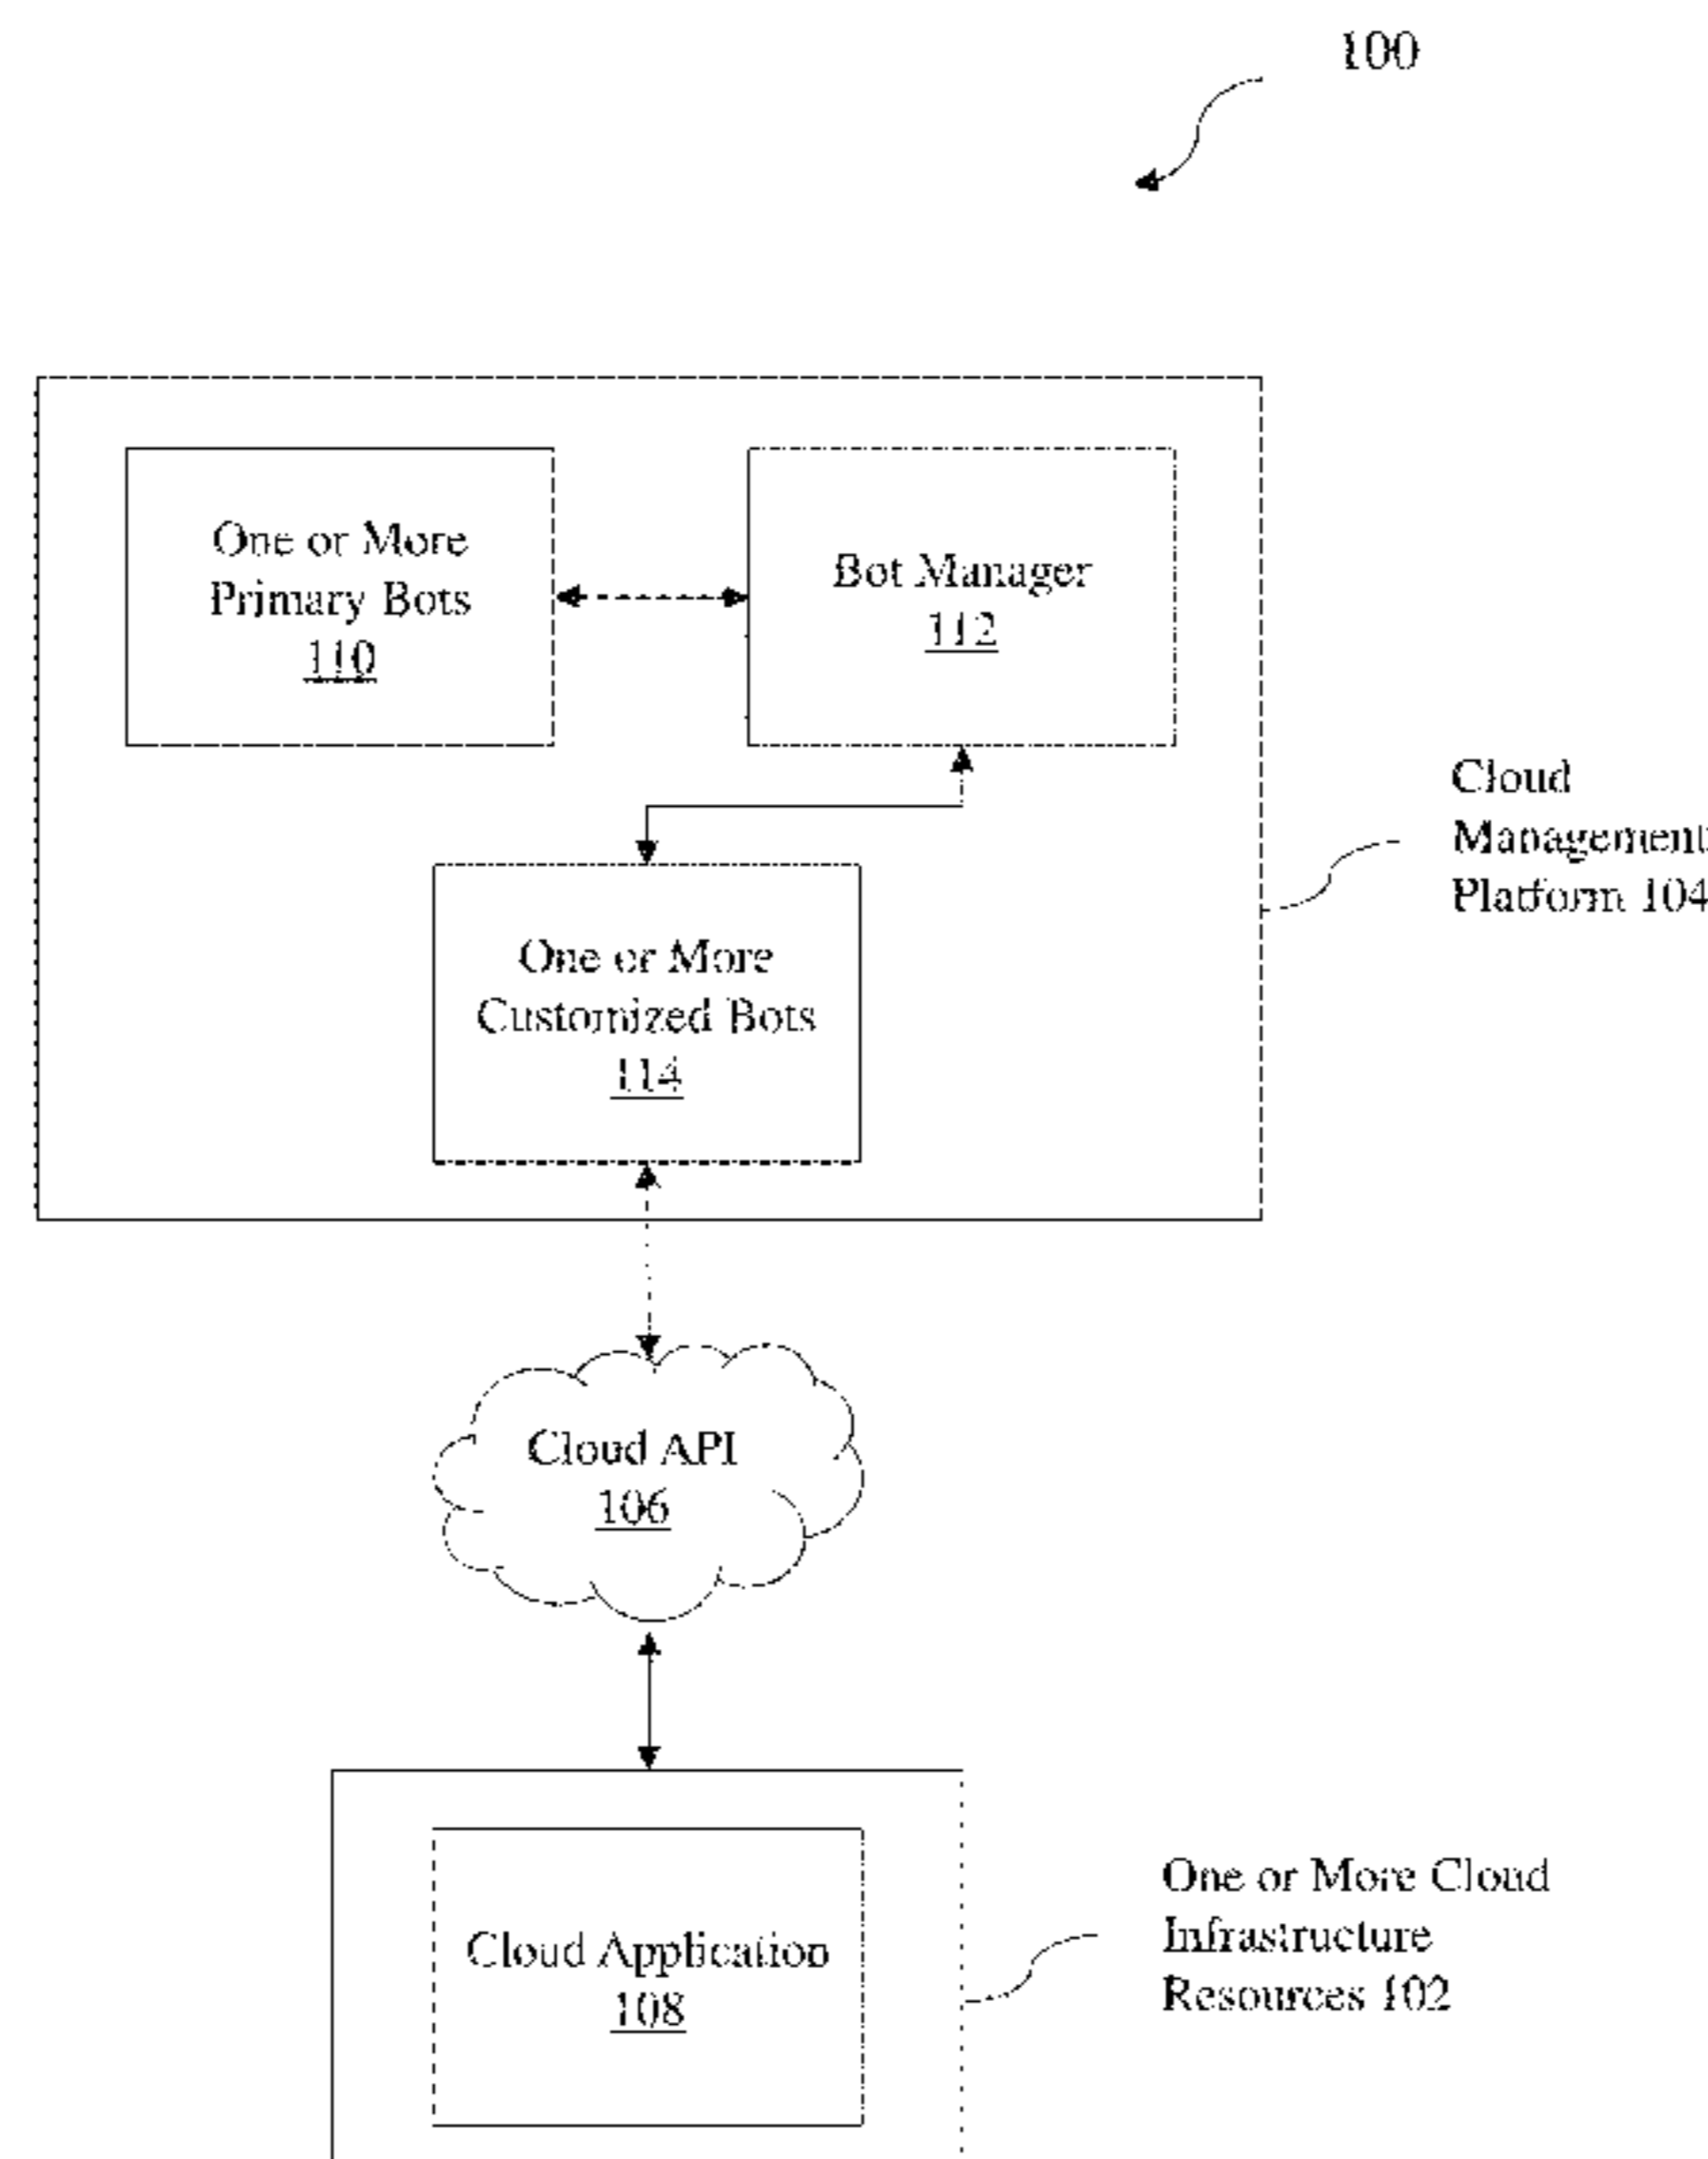 100
One or More
Primary Bots
110
Bot Manager
112
Cloud
Management
Platform 104
One or More
Customized Bots
114
Cloud API
106
One or More Cloud
Infrastructure
Resources 102
Cloud Application
108